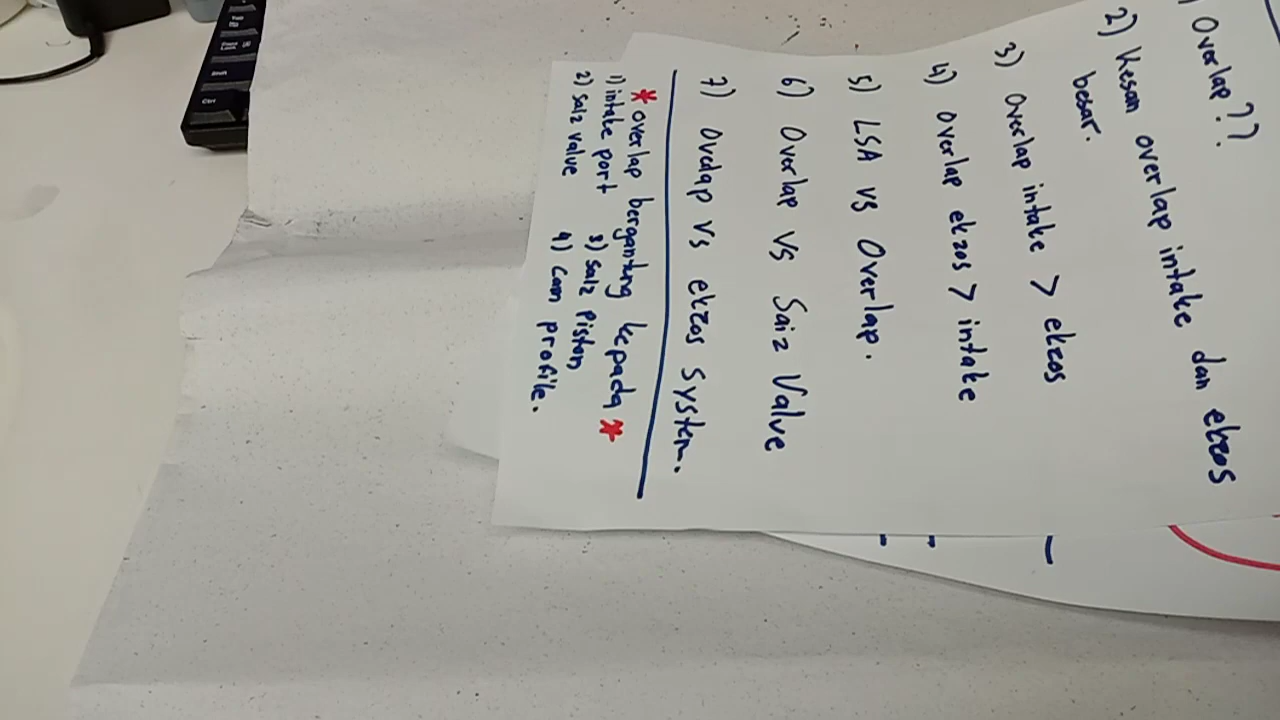 1) Overlap??
2) Kesan overlap intake dan ekzos
besar.
3) Overlap intake > ekzos
4) Overlap ekzos > intake
5) LSA vs Overlap.
6) Overlap vs Saiz Valve
7) Overlap vs ekzos system.
* overlap bergantung kepada *
1) intake port 3) saiz piston
2) saiz value 4) cam profile.
Ctrl